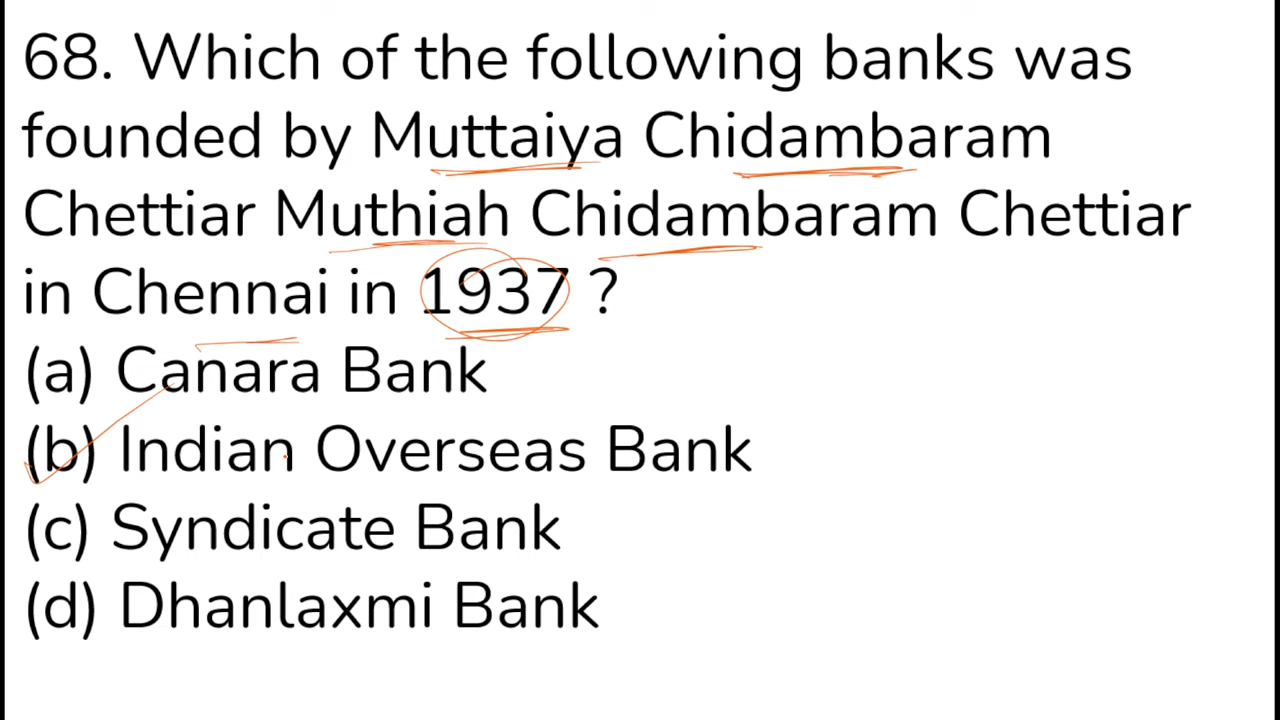 68. Which of the following banks was
founded by Muttaiya Chidambaram
Chettiar Muthiah Chidambaram Chettiar
in Chennai in 1937 ?
(a) Canara Bank
(b) Indian Overseas Bank
(c) Syndicate Bank
(d) Dhanlaxmi Bank